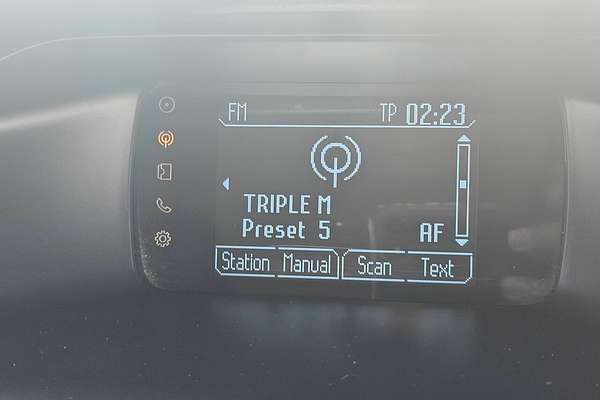 FM TP 02:23
TRIPLE M
Preset 5 AF
Station Manual Scan Text